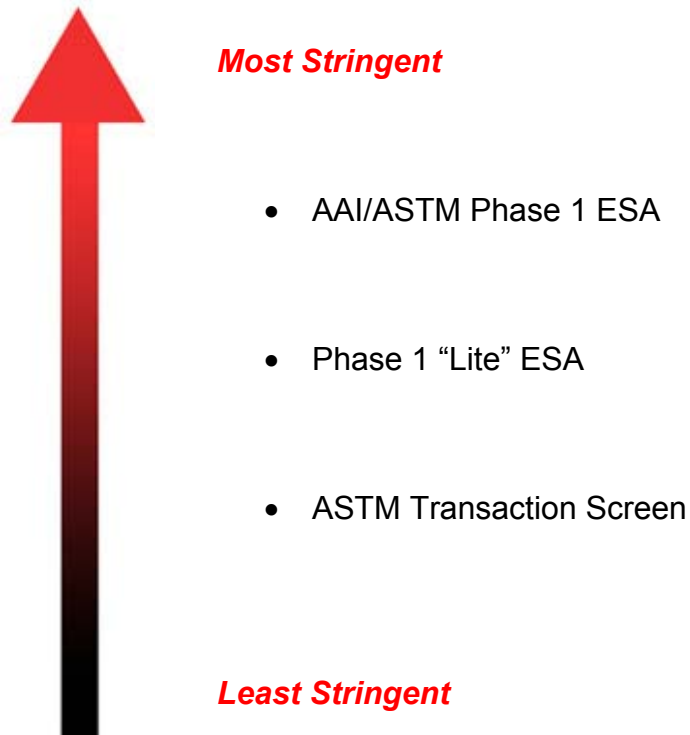 Most Stringent
• AAI/ASTM Phase 1 ESA
• Phase 1 “Lite” ESA
• ASTM Transaction Screen
Least Stringent